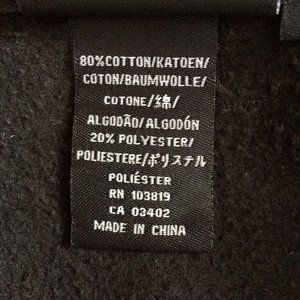 80%COTTON/KATOEN/
COTON/BAUMWOLLE/
COTONE/綿/
ALGODÃO/ALGODÓN
20% POLYESTER/
POLIESTERE/ポリステル
POLIÉSTER
RN 103819
CA 03402
MADE IN CHINA